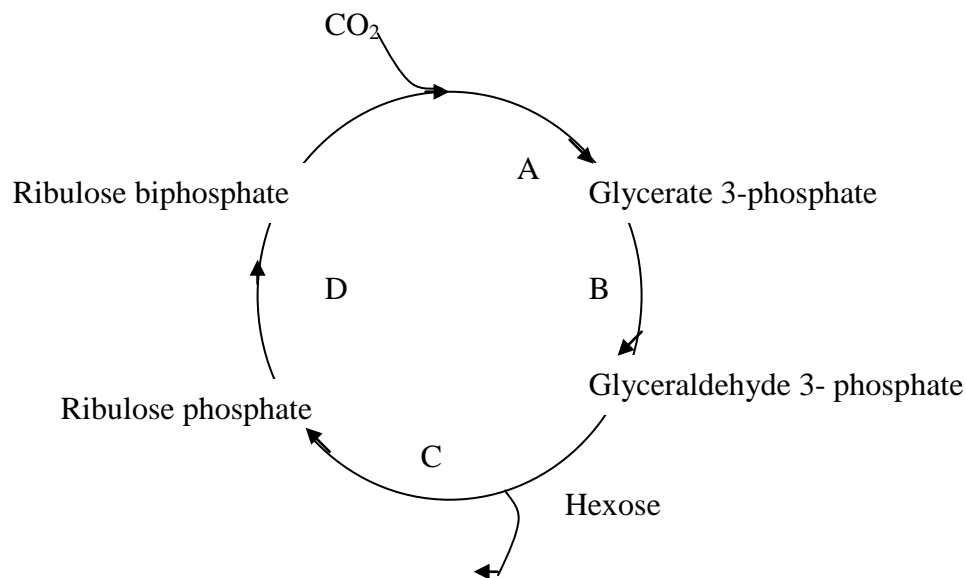 CO₂
A
Ribulose biphosphate
Glycerate 3-phosphate
D
B
Glyceraldehyde 3- phosphate
Ribulose phosphate
C
Hexose